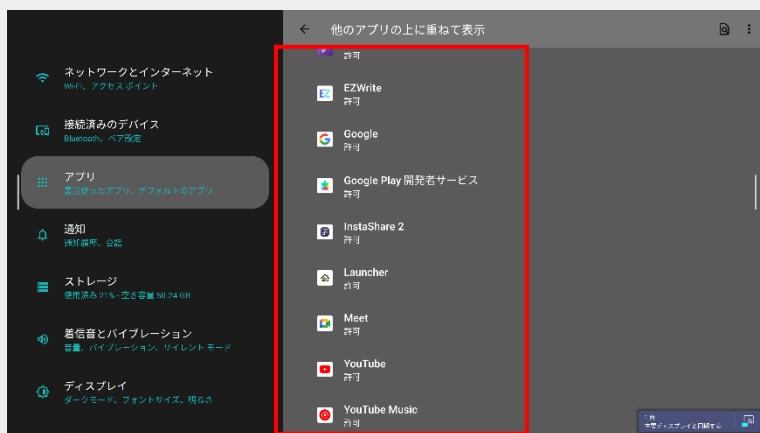 ネットワークとインターネット
Wi-Fi、アクセス ポイント
接続済みのデバイス
Bluetooth、ペア設定
アプリ
最近使ったアプリ、デフォルトのアプリ
通知
通知履歴、会話
ストレージ
使用済み 21% - 空き容量 50.24 GB
着信音とバイブレーション
音量、バイブレーション、サイレント モード
ディスプレイ
ダークモード、フォントサイズ、明るさ
他のアプリの上に重ねて表示
許可
EZWrite
許可
Google
許可
Google Play 開発者サービス
許可
InstaShare 2
許可
Launcher
許可
Meet
許可
YouTube
許可
YouTube Music
許可